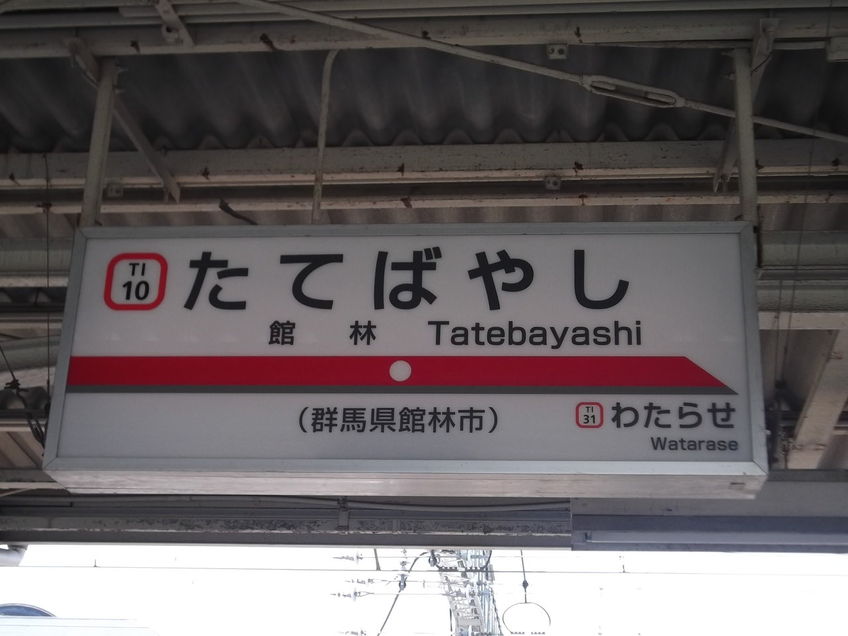 TI
10
たてばやし
館林 Tatebayashi
（群馬県館林市）
TI
31
わたらせ
Watarase